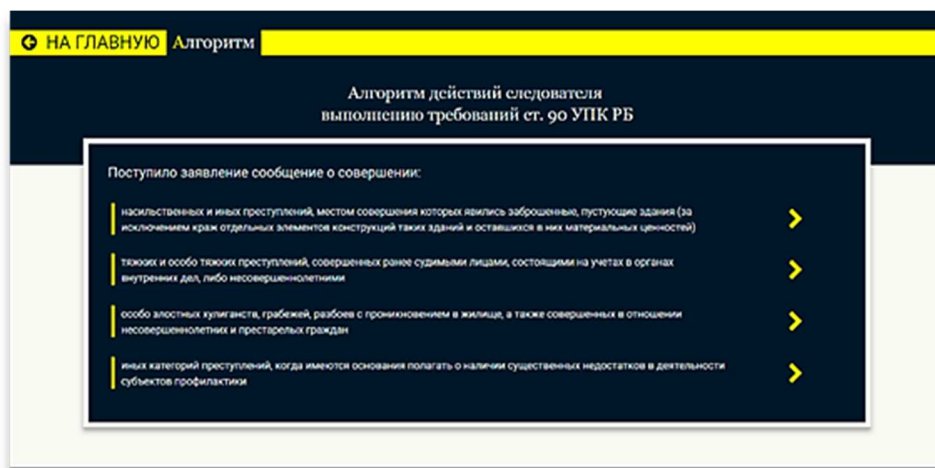 НА ГЛАВНУЮ Алгоритм
Алгоритм действий следователя
выполнению требований ст. 90 УПК РБ
Поступило заявление сообщение о совершении:
насильственных и иных преступлений, местом совершения которых явились заброшенные, пустующие здания (за
исключением краж отдельных элементов конструкций таких зданий и оставшихся в них материальных ценностей)
тяжких и особо тяжких преступлений, совершенных ранее судимыми лицами, состоящими на учетах в органах
внутренних дел, либо несовершеннолетними
особо злостных хулиганств, грабежей, разбоев с проникновением в жилище, а также совершенных в отношении
несовершеннолетних и престарелых граждан
иных категорий преступлений, когда имеются основания полагать о наличии существенных недостатков в деятельности
субъектов профилактики